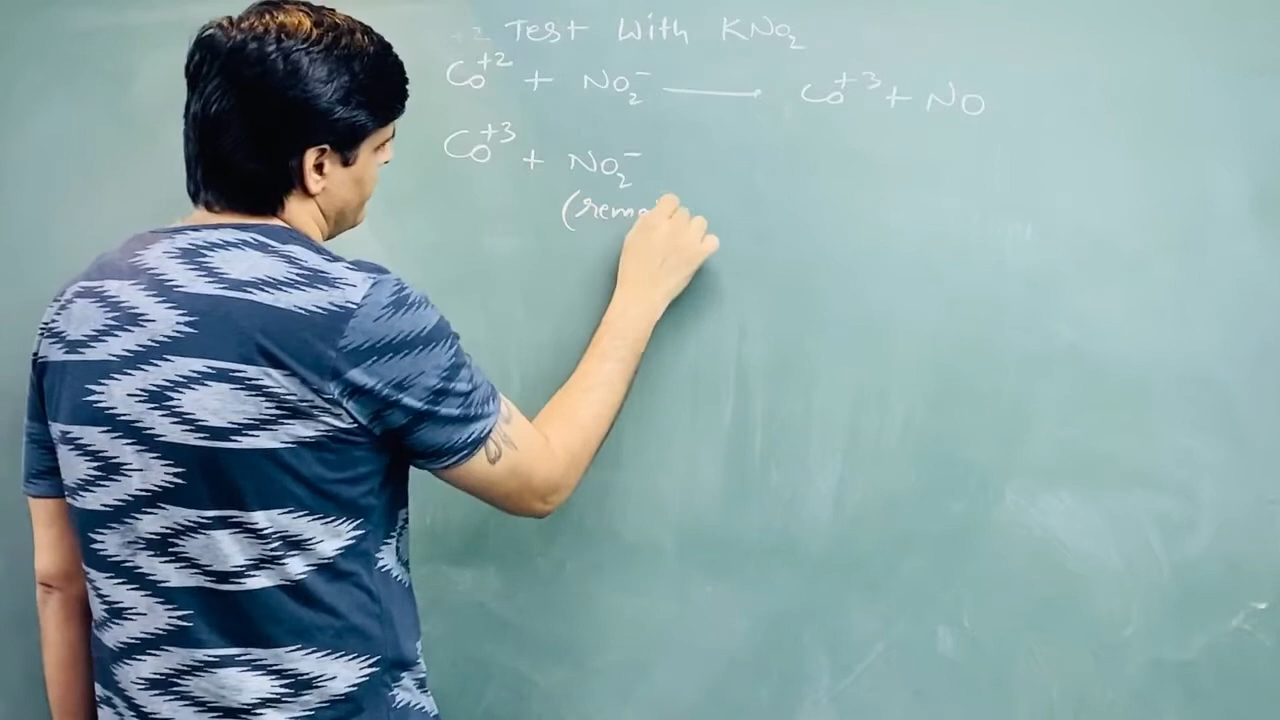 Test with KNO₂
Co⁺² + NO₂⁻ ⟶ Co⁺³ + NO
Co⁺³ + NO₂⁻